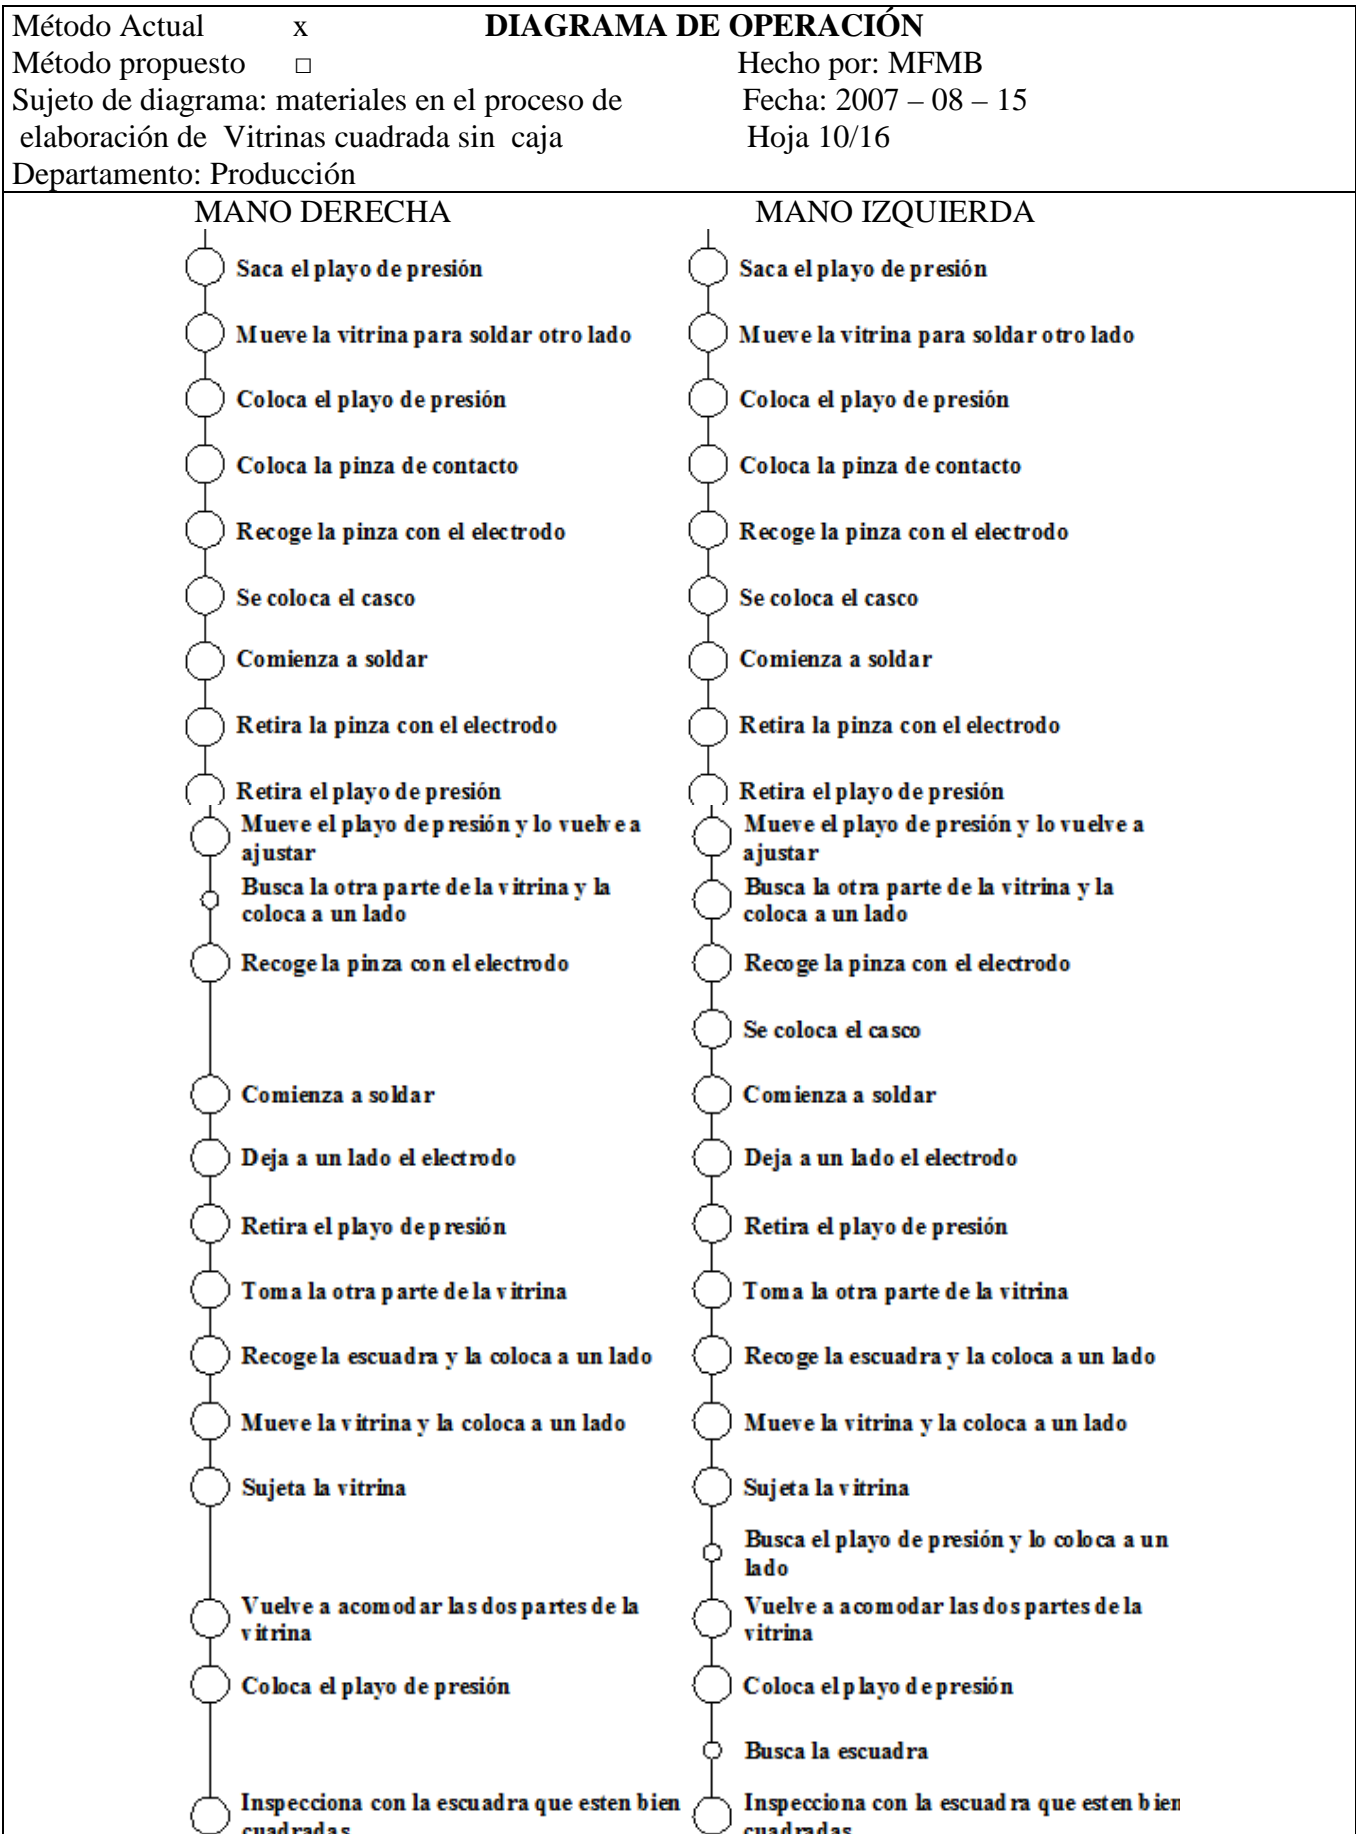 Método Actual x DIAGRAMA DE OPERACIÓN
Método propuesto □ Hecho por: MFMB
Sujeto de diagrama: materiales en el proceso de Fecha: 2007 – 08 – 15
elaboración de Vitrinas cuadrada sin caja Hoja 10/16
Departamento: Producción
MANO DERECHA MANO IZQUIERDA
Saca el playo de presión Saca el playo de presión
Mueve la vitrina para soldar otro lado Mueve la vitrina para soldar otro lado
Coloca el playo de presión Coloca el playo de presión
Coloca la pinza de contacto Coloca la pinza de contacto
Recoge la pinza con el electrodo Recoge la pinza con el electrodo
Se coloca el casco Se coloca el casco
Comienza a soldar Comienza a soldar
Retira la pinza con el electrodo Retira la pinza con el electrodo
Retira el playo de presión Retira el playo de presión
Mueve el playo de presión y lo vuelve a Mueve el playo de presión y lo vuelve a
ajustar ajustar
Busca la otra parte de la vitrina y la Busca la otra parte de la vitrina y la
coloca a un lado coloca a un lado
Recoge la pinza con el electrodo Recoge la pinza con el electrodo
Se coloca el casco
Comienza a soldar Comienza a soldar
Deja a un lado el electrodo Deja a un lado el electrodo
Retira el playo de presión Retira el playo de presión
Toma la otra parte de la vitrina Toma la otra parte de la vitrina
Recoge la escuadra y la coloca a un lado Recoge la escuadra y la coloca a un lado
Mueve la vitrina y la coloca a un lado Mueve la vitrina y la coloca a un lado
Sujeta la vitrina Sujeta la vitrina
Busca el playo de presión y lo coloca a un
lado
Vuelve a acomodar las dos partes de la Vuelve a acomodar las dos partes de la
vitrina vitrina
Coloca el playo de presión Coloca el playo de presión
Busca la escuadra
Inspecciona con la escuadra que esten bien Inspecciona con la escuadra que esten bien
cuadradas cuadradas